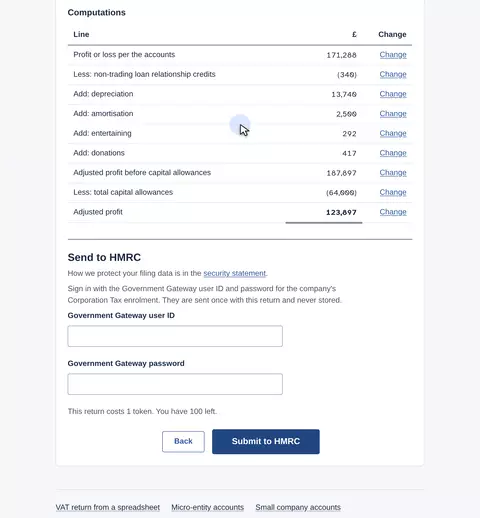 Computations
Line £ Change
Profit or loss per the accounts 171,288 Change
Less: non-trading loan relationship credits (340) Change
Add: depreciation 13,740 Change
Add: amortisation 2,500 Change
Add: entertaining 292 Change
Add: donations 417 Change
Adjusted profit before capital allowances 187,897 Change
Less: total capital allowances (64,000) Change
Adjusted profit 123,897 Change
Send to HMRC
How we protect your filing data is in the security statement.
Sign in with the Government Gateway user ID and password for the company's
Corporation Tax enrolment. They are sent once with this return and never stored.
Government Gateway user ID
Government Gateway password
This return costs 1 token. You have 100 left.
Back Submit to HMRC
VAT return from a spreadsheet Micro-entity accounts Small company accounts